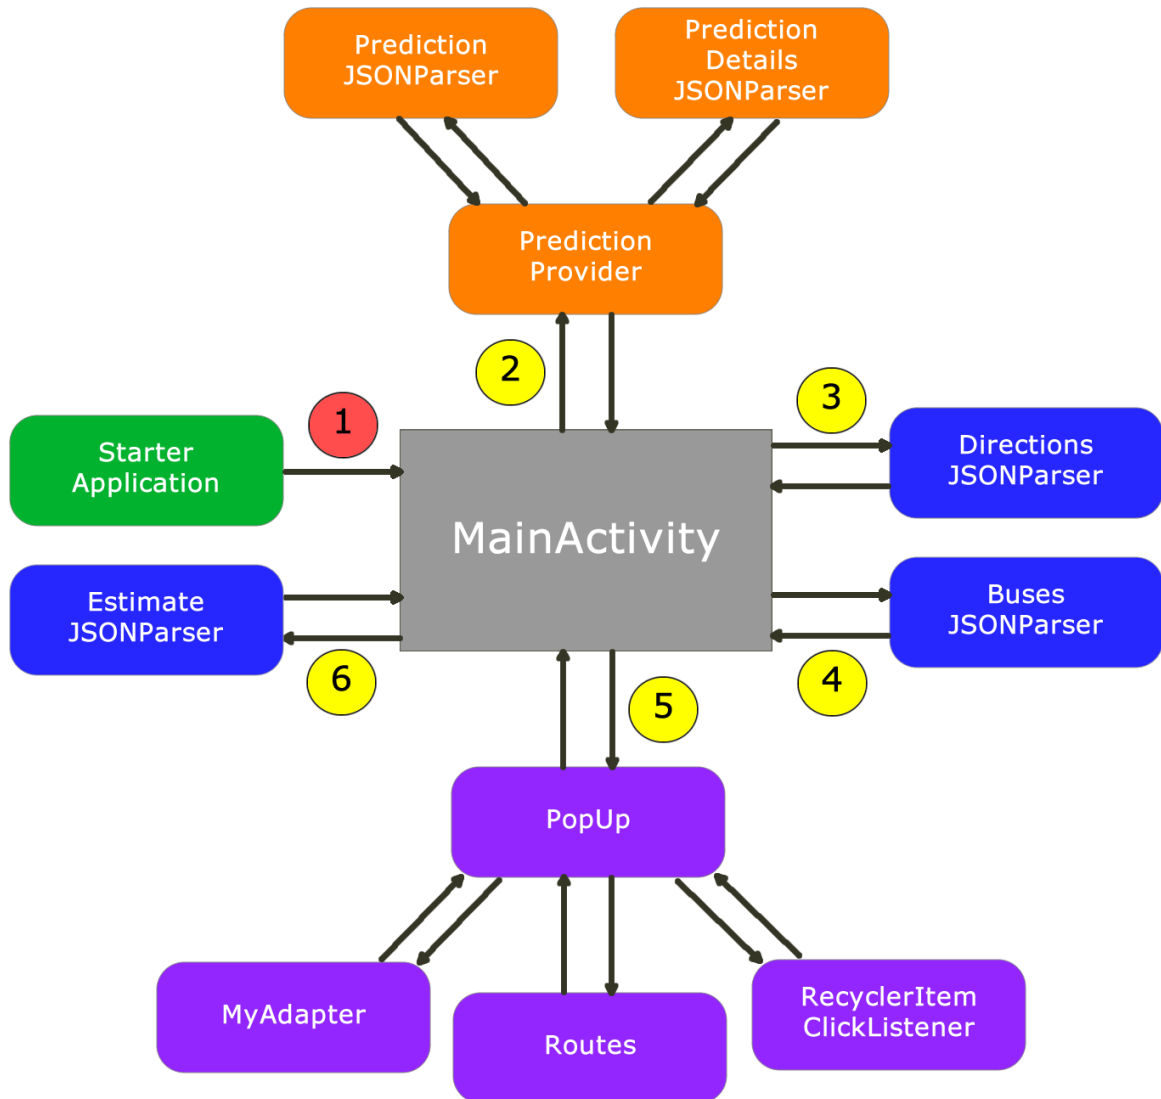 Prediction
JSONParser
Prediction
Details
JSONParser
Prediction
Provider
2
3
1
Starter
Application
Directions
JSONParser
MainActivity
Estimate
JSONParser
Buses
JSONParser
6
5
4
PopUp
MyAdapter
Routes
RecyclerItem
ClickListener